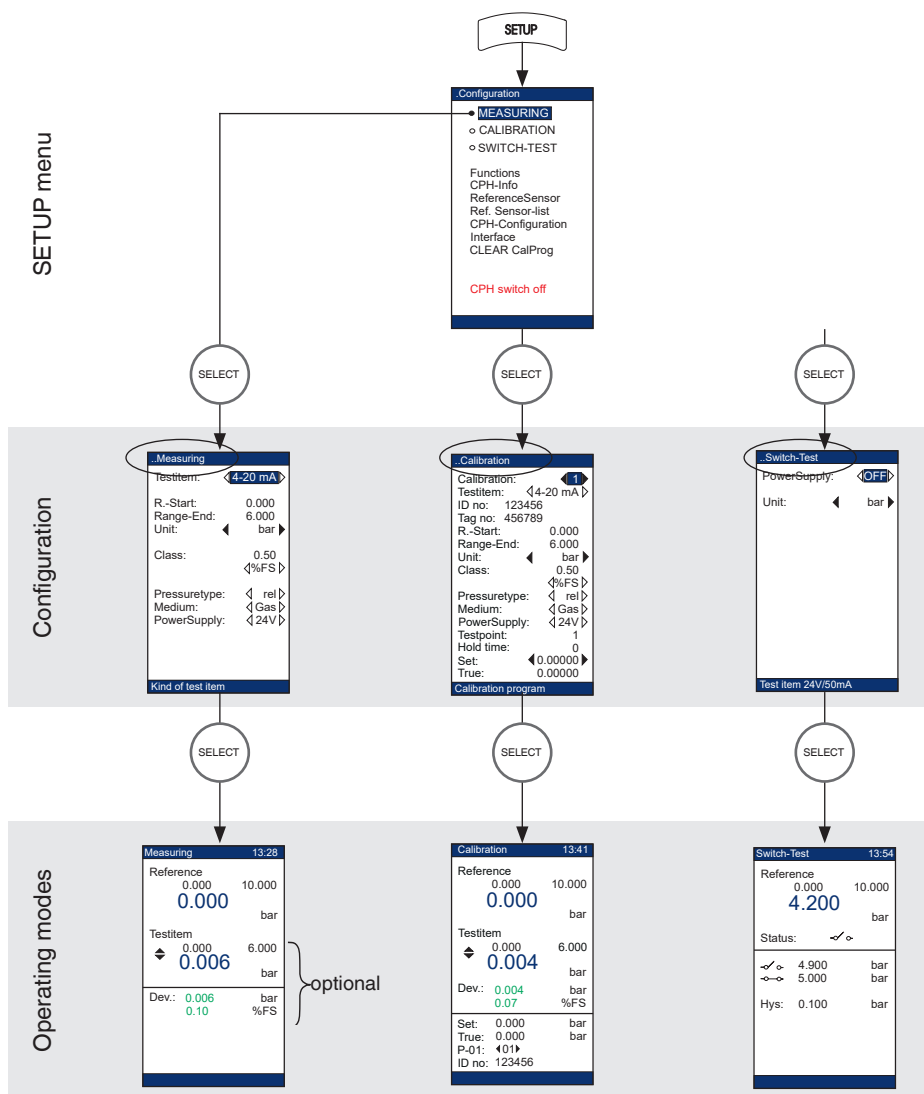 SETUP
SETUP menu
..Configuration
MEASURING
CALIBRATION
SWITCH-TEST
Functions
CPH-Info
ReferenceSensor
Ref. Sensor-list
CPH-Configuration
Interface
CLEAR CalProg
CPH switch off
SELECT
SELECT
SELECT
Configuration
..Measuring
Testitem: 4-20 mA
R.-Start: 0.000
Range-End: 6.000
Unit: bar
Class: 0.50
%FS
Pressuretype: rel
Medium: Gas
PowerSupply: 24V
Kind of test item
..Calibration
Calibration: 1
Testitem: 4-20 mA
ID no: 123456
Tag no: 456789
R.-Start: 0.000
Range-End: 6.000
Unit: bar
Class: 0.50
%FS
Pressuretype: rel
Medium: Gas
PowerSupply: 24V
Testpoint: 1
Hold time: 0
Set: 0.00000
True: 0.00000
Calibration program
..Switch-Test
PowerSupply: OFF
Unit: bar
Test item 24V/50mA
SELECT
SELECT
SELECT
Operating modes
Measuring 13:28
Reference
0.000 10.000
0.000
bar
Testitem
0.000 6.000
0.006
bar
Dev.: 0.006 bar
0.10 %FS
optional
Calibration 13:41
Reference
0.000 10.000
0.000
bar
Testitem
0.000 6.000
0.004
bar
Dev.: 0.004 bar
0.07 %FS
Set: 0.000 bar
True: 0.000 bar
P-01: 01
ID no: 123456
Switch-Test 13:54
Reference
0.000 10.000
4.200
bar
Status:
4.900 bar
5.000 bar
Hys: 0.100 bar